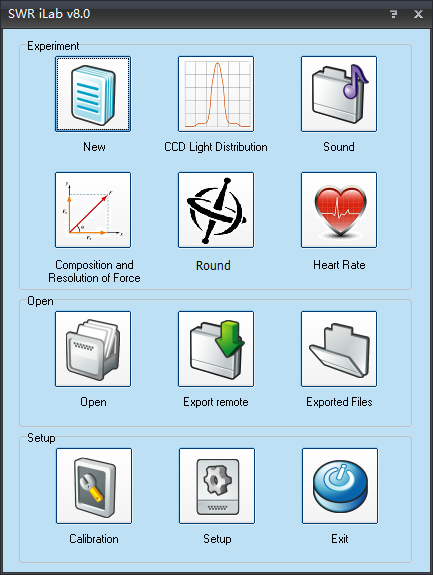 SWR iLab v8.0
Experiment
New
CCD Light Distribution
Sound
Composition and
Resolution of Force
Round
Heart Rate
Open
Open
Export remote
Exported Files
Setup
Calibration
Setup
Exit